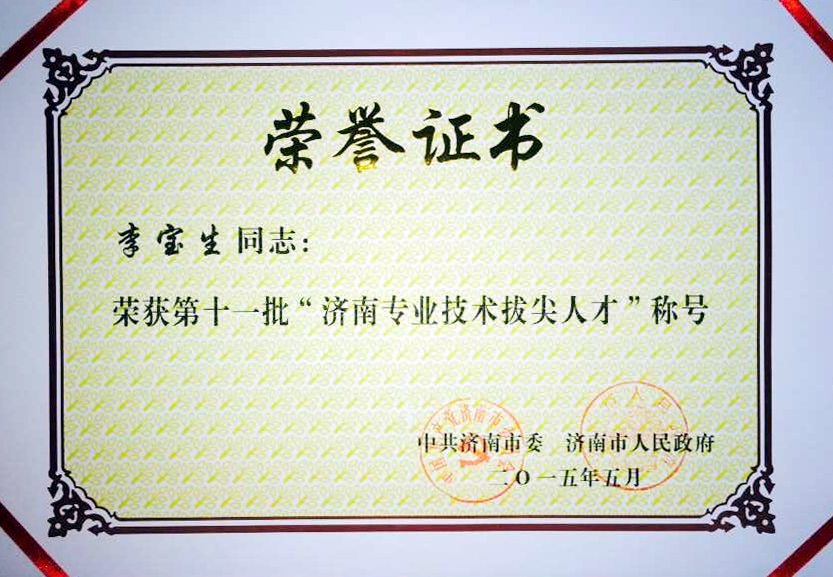 荣誉证书
李宝生同志:
荣获第十一批“济南专业技术拔尖人才”称号
中共济南市委 济南市人民政府
二〇一五年五月